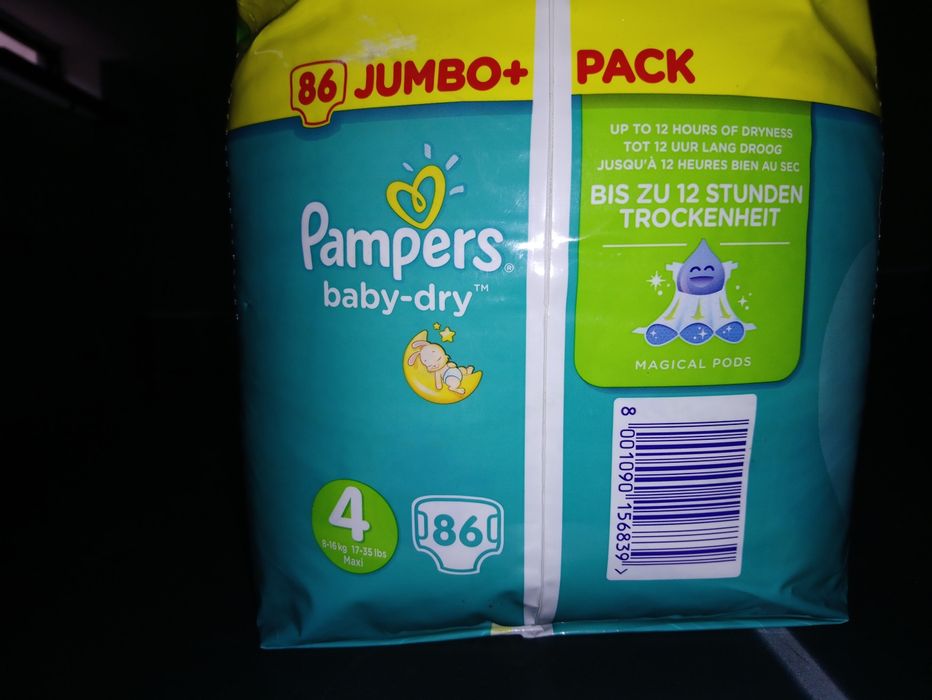 86 JUMBO+ PACK
UP TO 12 HOURS OF DRYNESS
TOT 12 UUR LANG DROOG
JUSQU'À 12 HEURES BIEN AU SEC
BIS ZU 12 STUNDEN
TROCKENHEIT
MAGICAL PODS
Pampers®
baby-dry™
4
8-16kg 17-35 lbs
Maxi
86
8 001090 156839 >